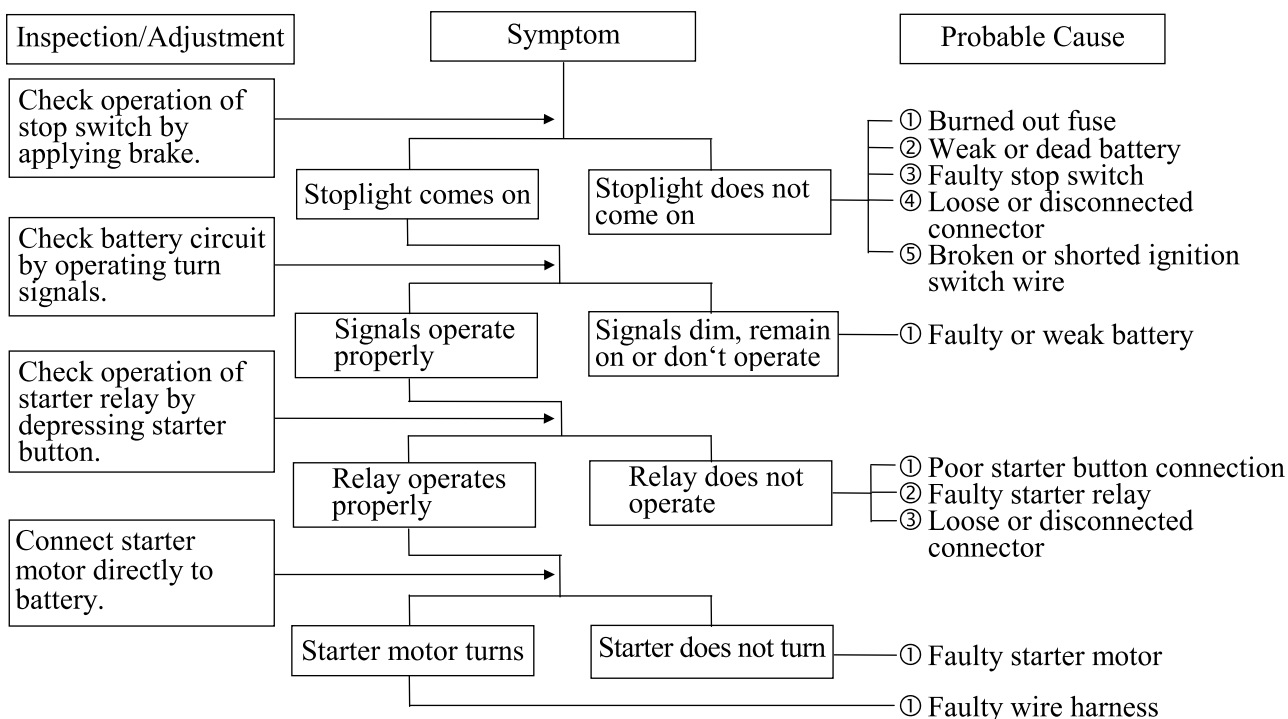 Inspection/Adjustment
Symptom
Probable Cause
Check operation of
stop switch by
applying brake.
Stoplight comes on
Stoplight does not
come on
① Burned out fuse
② Weak or dead battery
③ Faulty stop switch
④ Loose or disconnected
connector
⑤ Broken or shorted ignition
switch wire
Check battery circuit
by operating turn
signals.
Signals operate
properly
Signals dim, remain
on or don‘t operate
① Faulty or weak battery
Check operation of
starter relay by
depressing starter
button.
Relay operates
properly
Relay does not
operate
① Poor starter button connection
② Faulty starter relay
③ Loose or disconnected
connector
Connect starter
motor directly to
battery.
Starter motor turns
Starter does not turn
① Faulty starter motor
① Faulty wire harness